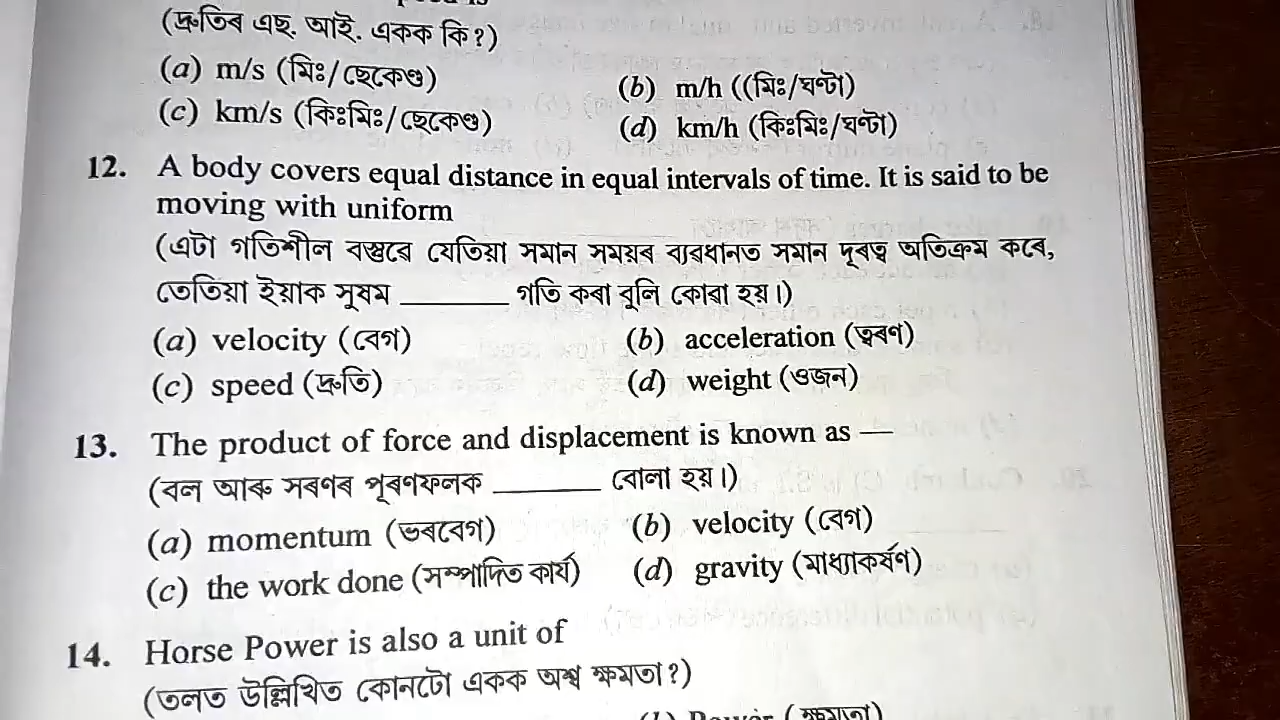 (দ্ৰুতিৰ এছ. আই. একক কি?)
(a) m/s (মিঃ/ছেকেণ্ড) (b) m/h ((মিঃ/ঘণ্টা)
(c) km/s (কিঃমিঃ/ছেকেণ্ড) (d) km/h (কিঃমিঃ/ঘণ্টা)
12. A body covers equal distance in equal intervals of time. It is said to be
moving with uniform
(এটা গতিশীল বস্তুৱে যেতিয়া সমান সময়ৰ ব্যৱধানত সমান দূৰত্ব অতিক্ৰম কৰে,
তেতিয়া ইয়াক সুষম ________ গতি কৰা বুলি কোৱা হয়।)
(a) velocity (বেগ) (b) acceleration (ত্বৰণ)
(c) speed (দ্ৰুতি) (d) weight (ওজন)
13. The product of force and displacement is known as —
(বল আৰু সৰণৰ পূৰণফলক ________ বোলা হয়।)
(a) momentum (ভৰবেগ) (b) velocity (বেগ)
(c) the work done (সম্পাদিত কাৰ্য) (d) gravity (মাধ্যাকৰ্ষণ)
14. Horse Power is also a unit of
(তলত উল্লিখিত কোনটো একক অশ্ব ক্ষমতা?)
(b) Power (ক্ষমতা)